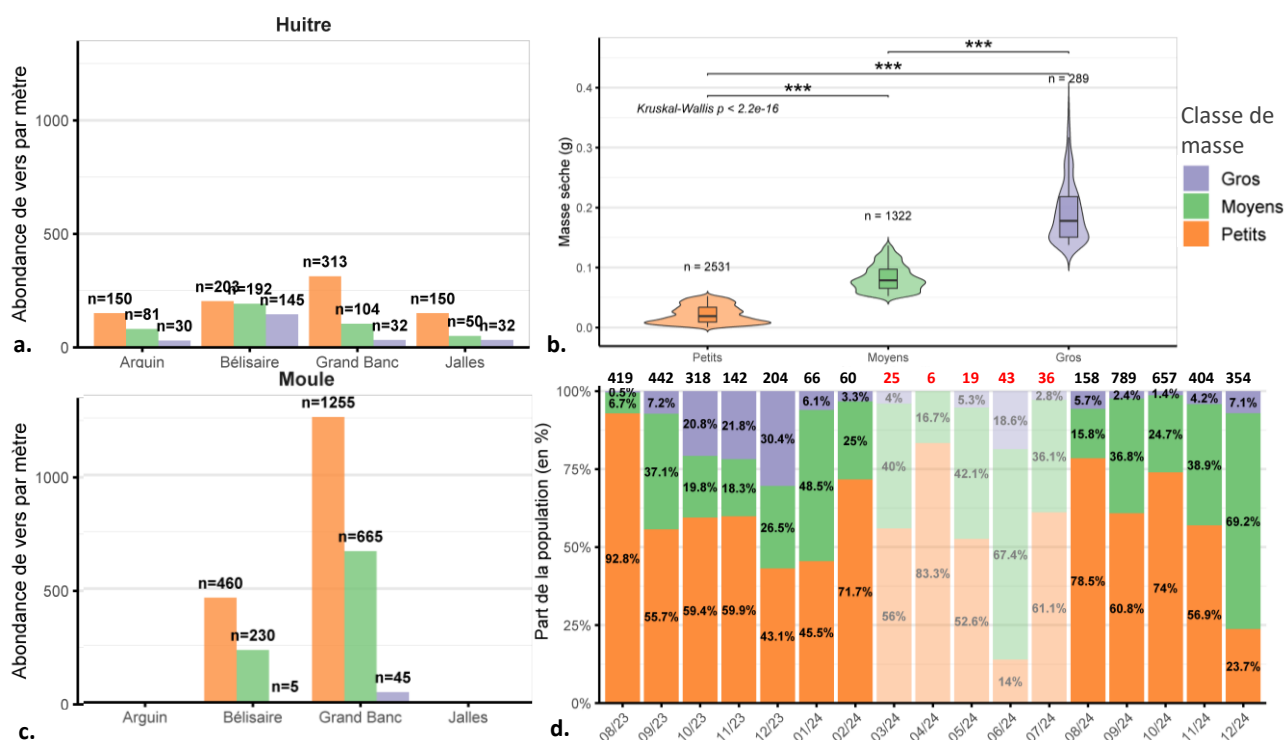 Huitre
Abondance de vers par mètre
1000
500
0
n=150
n=81
n=30
n=203
n=192
n=145
n=313
n=104
n=32
n=150
n=50
n=32
Arguin
Bélisaire
Grand Banc
Jalles
a.
Masse sèche (g)
0.4
0.3
0.2
0.1
0.0
***
***
***
Kruskal-Wallis p < 2.2e-16
n = 2531
n = 1322
n = 289
Petits
Moyens
Gros
b.
Classe de
masse
Gros
Moyens
Petits
Moule
Abondance de vers par mètre
1000
500
0
n=460
n=230
n=5
n=1255
n=665
n=45
Arguin
Bélisaire
Grand Banc
Jalles
c.
419 442 318 142 204 66 60 25 6 19 43 36 158 789 657 404 354
Part de la population (en %)
100%
75%
50%
25%
0%
0.5%
6.7%
92.8%
7.2%
37.1%
55.7%
20.8%
19.8%
59.4%
21.8%
18.3%
59.9%
30.4%
26.5%
43.1%
6.1%
48.5%
45.5%
3.3%
25%
71.7%
4%
40%
56%
16.7%
83.3%
5.3%
42.1%
52.6%
18.6%
67.4%
14%
2.8%
36.1%
61.1%
5.7%
15.8%
78.5%
2.4%
36.8%
60.8%
1.4%
24.7%
74%
4.2%
38.9%
56.9%
7.1%
69.2%
23.7%
08/23 09/23 10/23 11/23 12/23 01/24 02/24 03/24 04/24 05/24 06/24 07/24 08/24 09/24 10/24 11/24 12/24
d.